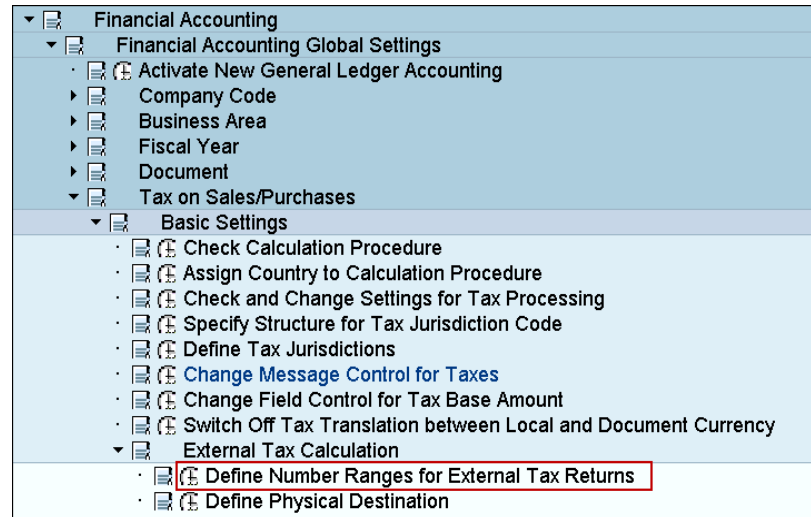 Financial Accounting
Financial Accounting Global Settings
Activate New General Ledger Accounting
Company Code
Business Area
Fiscal Year
Document
Tax on Sales/Purchases
Basic Settings
Check Calculation Procedure
Assign Country to Calculation Procedure
Check and Change Settings for Tax Processing
Specify Structure for Tax Jurisdiction Code
Define Tax Jurisdictions
Change Message Control for Taxes
Change Field Control for Tax Base Amount
Switch Off Tax Translation between Local and Document Currency
External Tax Calculation
Define Number Ranges for External Tax Returns
Define Physical Destination